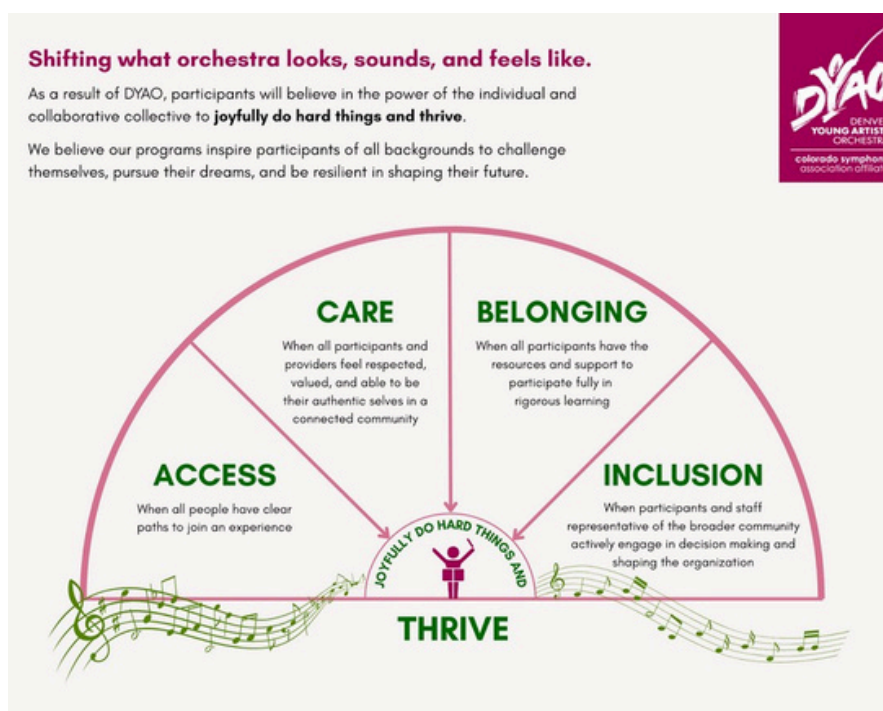 Shifting what orchestra looks, sounds, and feels like.
As a result of DYAO, participants will believe in the power of the individual and
collaborative collective to joyfully do hard things and thrive.
We believe our programs inspire participants of all backgrounds to challenge
themselves, pursue their dreams, and be resilient in shaping their future.
DYAO
DENVE
YOUNG ARTIST
ORCHESTR
colorado symphon
association affiliat
CARE
When all participants and
providers feel respected,
valued, and able to be
their authentic selves in a
connected community
BELONGING
When all participants have the
resources and support to
participate fully in
rigorous learning
ACCESS
When all people have clear
paths to join an experience
INCLUSION
When participants and staff
representative of the broader community
actively engage in decision making and
shaping the organization
JOYFULLY DO HARD THINGS AND
THRIVE